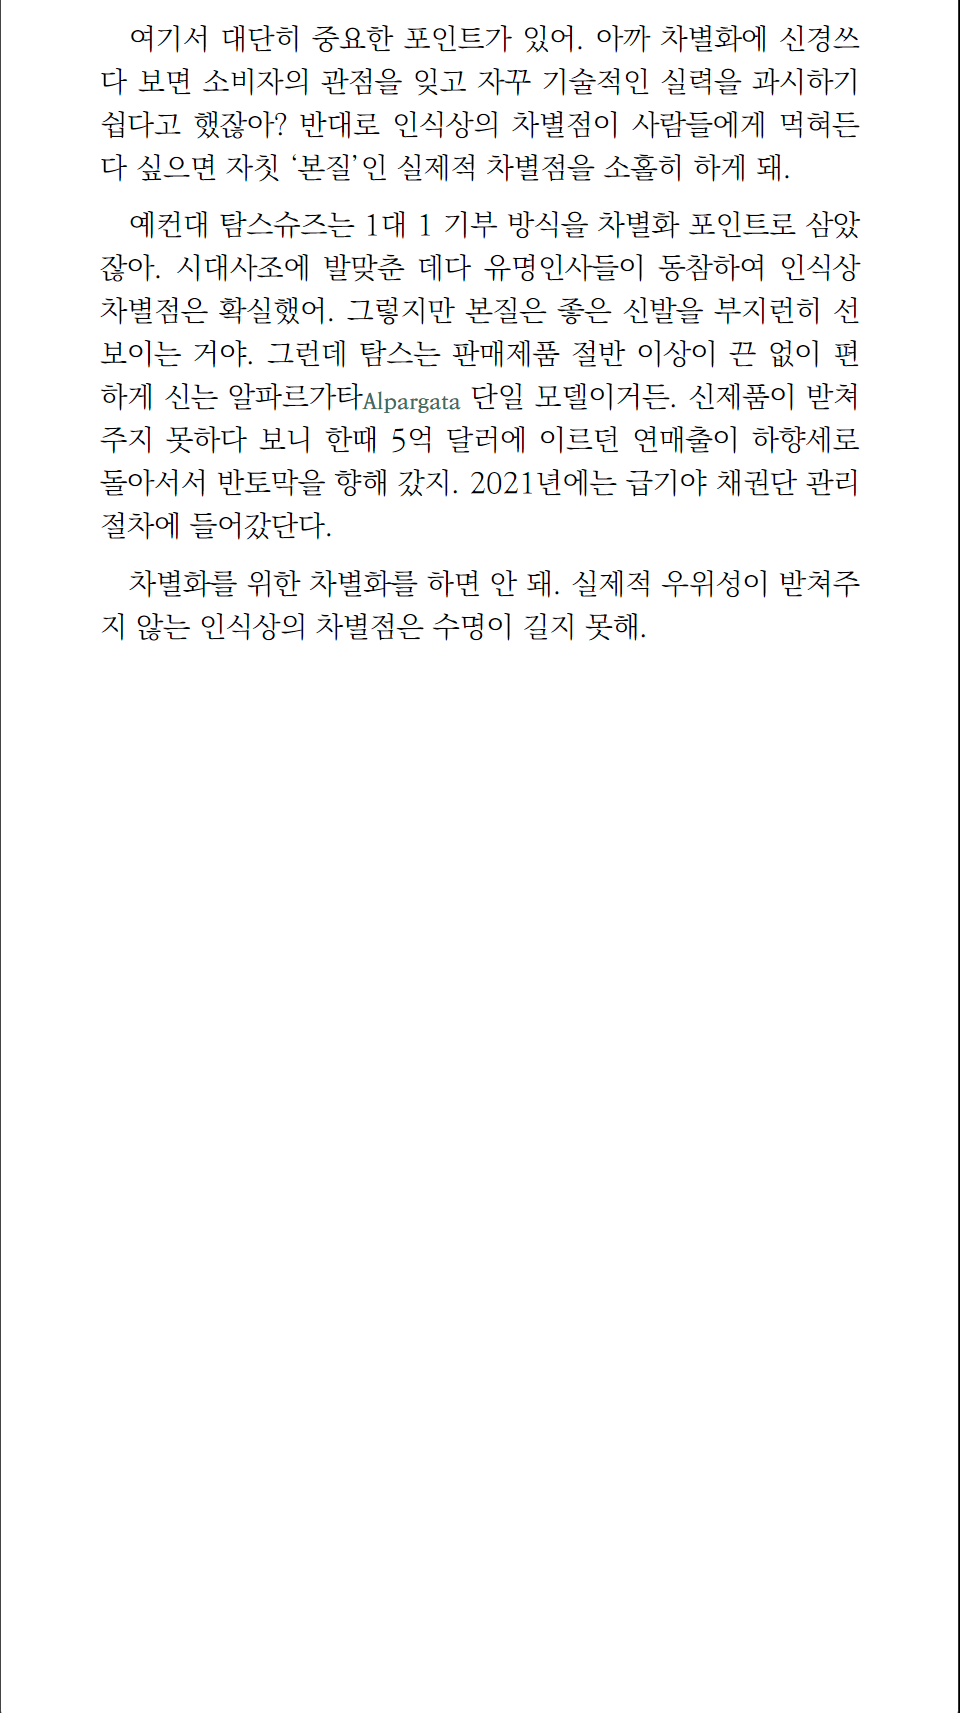 여기서 대단히 중요한 포인트가 있어. 아까 차별화에 신경쓰
다 보면 소비자의 관점을 잊고 자꾸 기술적인 실력을 과시하기
쉽다고 했잖아? 반대로 인식상의 차별점이 사람들에게 먹혀든
다 싶으면 자칫 ‘본질’인 실제적 차별점을 소홀히 하게 돼.
예컨대 탐스슈즈는 1대 1 기부 방식을 차별화 포인트로 삼았
잖아. 시대사조에 발맞춘 데다 유명인사들이 동참하여 인식상
차별점은 확실했어. 그렇지만 본질은 좋은 신발을 부지런히 선
보이는 거야. 그런데 탐스는 판매제품 절반 이상이 끈 없이 편
하게 신는 알파르가타Alpargata 단일 모델이거든. 신제품이 받쳐
주지 못하다 보니 한때 5억 달러에 이르던 연매출이 하향세로
돌아서서 반토막을 향해 갔지. 2021년에는 급기야 채권단 관리
절차에 들어갔단다.
차별화를 위한 차별화를 하면 안 돼. 실제적 우위성이 받쳐주
지 않는 인식상의 차별점은 수명이 길지 못해.